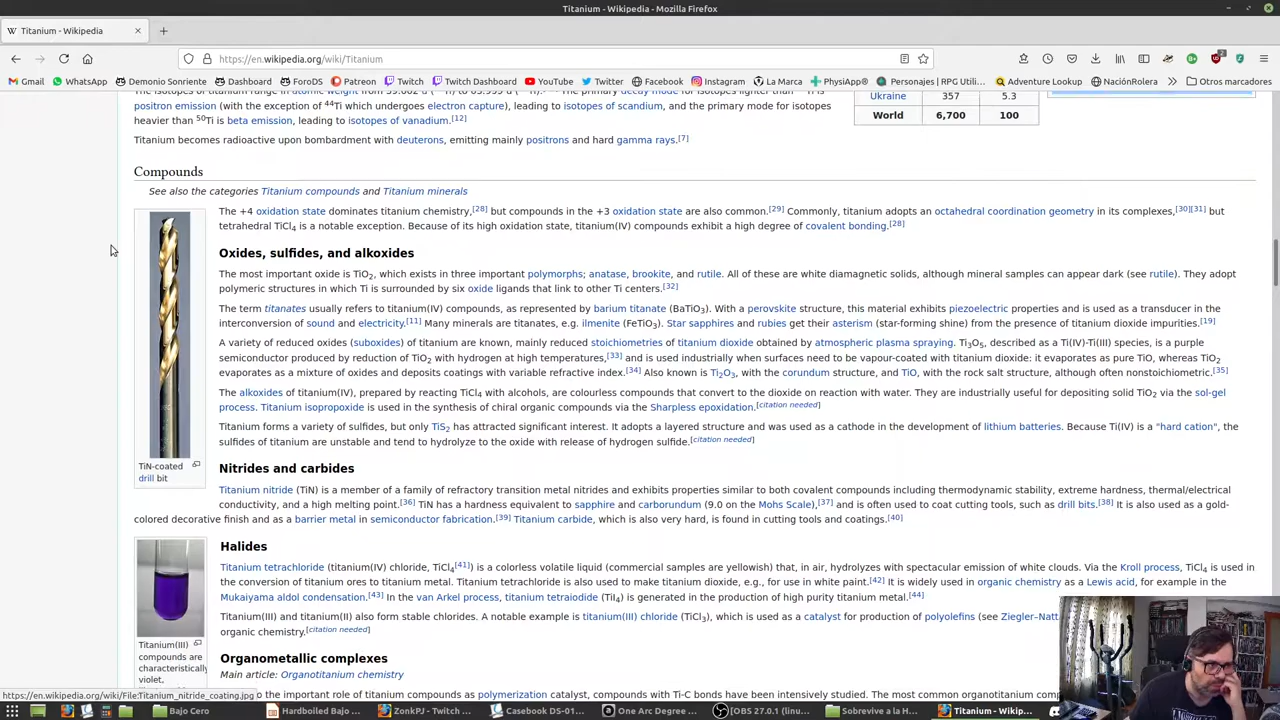 Titanium - Wikipedia - Mozilla Firefox
W Titanium - Wikipedia
https://en.wikipedia.org/wiki/Titanium
Gmail WhatsApp Demonio Sonriente Dashboard ForoDS Patreon Twitch Twitch Dashboard YouTube Twitter Facebook Instagram La Marca PhysiApp® Personajes | RPG Util… Adventure Lookup NaciónRolera Otros marcadores
positron emission (with the exception of 44Ti which undergoes electron capture), leading to isotopes of scandium, and the primary mode for isotopes
heavier than 50Ti is beta emission, leading to isotopes of vanadium.[12]
Titanium becomes radioactive upon bombardment with deuterons, emitting mainly positrons and hard gamma rays.[7]
Ukraine 357 5.3
World 6,700 100
Compounds
See also the categories Titanium compounds and Titanium minerals
The +4 oxidation state dominates titanium chemistry,[28] but compounds in the +3 oxidation state are also common.[29] Commonly, titanium adopts an octahedral coordination geometry in its complexes,[30][31] but
tetrahedral TiCl4 is a notable exception. Because of its high oxidation state, titanium(IV) compounds exhibit a high degree of covalent bonding.[28]
Oxides, sulfides, and alkoxides
The most important oxide is TiO2, which exists in three important polymorphs; anatase, brookite, and rutile. All of these are white diamagnetic solids, although mineral samples can appear dark (see rutile). They adopt
polymeric structures in which Ti is surrounded by six oxide ligands that link to other Ti centers.[32]
The term titanates usually refers to titanium(IV) compounds, as represented by barium titanate (BaTiO3). With a perovskite structure, this material exhibits piezoelectric properties and is used as a transducer in the
interconversion of sound and electricity.[11] Many minerals are titanates, e.g. ilmenite (FeTiO3). Star sapphires and rubies get their asterism (star-forming shine) from the presence of titanium dioxide impurities.[19]
A variety of reduced oxides (suboxides) of titanium are known, mainly reduced stoichiometries of titanium dioxide obtained by atmospheric plasma spraying. Ti3O5, described as a Ti(IV)-Ti(III) species, is a purple
semiconductor produced by reduction of TiO2 with hydrogen at high temperatures,[33] and is used industrially when surfaces need to be vapour-coated with titanium dioxide: it evaporates as pure TiO, whereas TiO2
evaporates as a mixture of oxides and deposits coatings with variable refractive index.[34] Also known is Ti2O3, with the corundum structure, and TiO, with the rock salt structure, although often nonstoichiometric.[35]
The alkoxides of titanium(IV), prepared by reacting TiCl4 with alcohols, are colourless compounds that convert to the dioxide on reaction with water. They are industrially useful for depositing solid TiO2 via the sol-gel
process. Titanium isopropoxide is used in the synthesis of chiral organic compounds via the Sharpless epoxidation.[citation needed]
Titanium forms a variety of sulfides, but only TiS2 has attracted significant interest. It adopts a layered structure and was used as a cathode in the development of lithium batteries. Because Ti(IV) is a "hard cation", the
sulfides of titanium are unstable and tend to hydrolyze to the oxide with release of hydrogen sulfide.[citation needed]
TiN-coated
drill bit
Nitrides and carbides
Titanium nitride (TiN) is a member of a family of refractory transition metal nitrides and exhibits properties similar to both covalent compounds including thermodynamic stability, extreme hardness, thermal/electrical
conductivity, and a high melting point.[36] TiN has a hardness equivalent to sapphire and carborundum (9.0 on the Mohs Scale),[37] and is often used to coat cutting tools, such as drill bits.[38] It is also used as a gold-
colored decorative finish and as a barrier metal in semiconductor fabrication.[39] Titanium carbide, which is also very hard, is found in cutting tools and coatings.[40]
Halides
Titanium tetrachloride (titanium(IV) chloride, TiCl4[41]) is a colorless volatile liquid (commercial samples are yellowish) that, in air, hydrolyzes with spectacular emission of white clouds. Via the Kroll process, TiCl4 is used in
the conversion of titanium ores to titanium metal. Titanium tetrachloride is also used to make titanium dioxide, e.g., for use in white paint.[42] It is widely used in organic chemistry as a Lewis acid, for example in the
Mukaiyama aldol condensation.[43] In the van Arkel process, titanium tetraiodide (TiI4) is generated in the production of high purity titanium metal.[44]
Titanium(III) and titanium(II) also form stable chlorides. A notable example is titanium(III) chloride (TiCl3), which is used as a catalyst for production of polyolefins (see Ziegler–Natt
organic chemistry.[citation needed]
Titanium(III)
compounds are
characteristically
violet,
Organometallic complexes
Main article: Organotitanium chemistry
to the important role of titanium compounds as polymerization catalyst, compounds with Ti-C bonds have been intensively studied. The most common organotitanium com
https://en.wikipedia.org/wiki/File:Titanium_nitride_coating.jpg
Bajo Cero Hardboiled Bajo … ZonkPJ - Twitch … Casebook DS-01… One Arc Degree … [OBS 27.0.1 (linu… Sobrevive a la H… Titanium - Wikip…